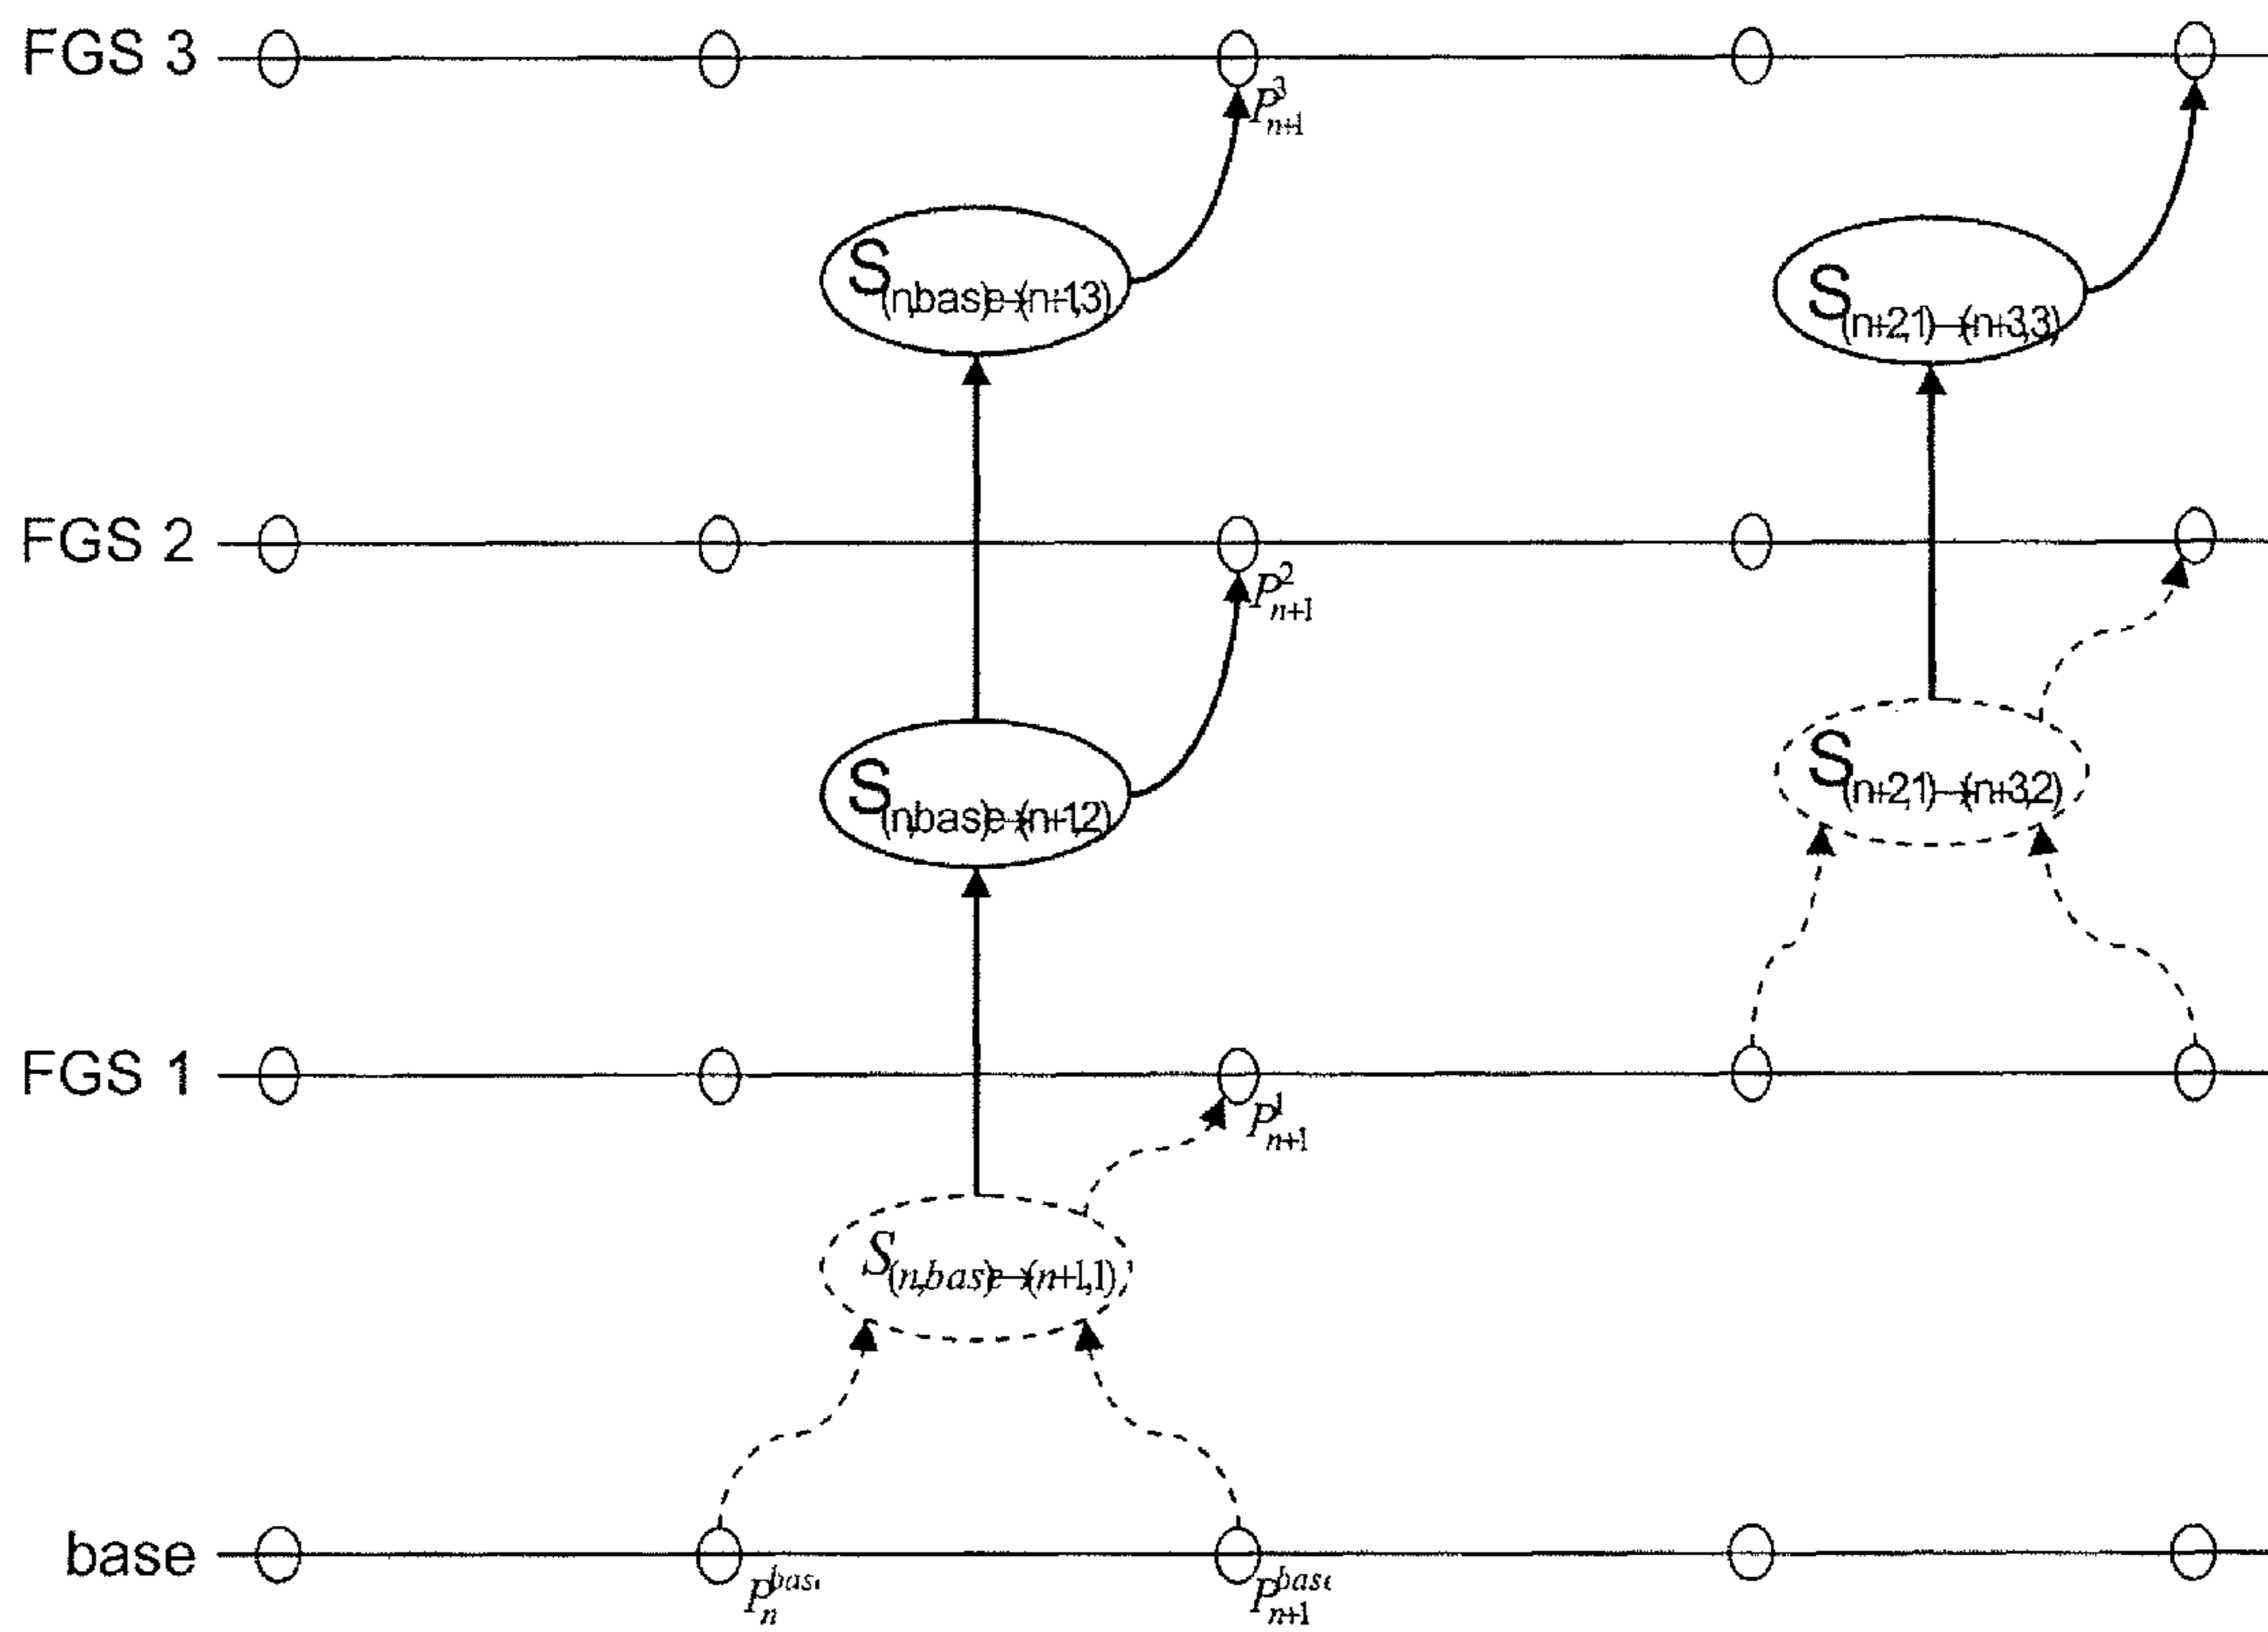 FGS 3
P^3_{n+1}
S_{(n,base)→(n+1,3)}
S_{(n+2,1)→(n+3,3)}
FGS 2
P^2_{n+1}
S_{(n,base)→(n+1,2)}
S_{(n+2,1)→(n+3,2)}
FGS 1
P^1_{n+1}
S_{(n,base)→(n+1,1)}
base
P^{base}_n
P^{base}_{n+1}